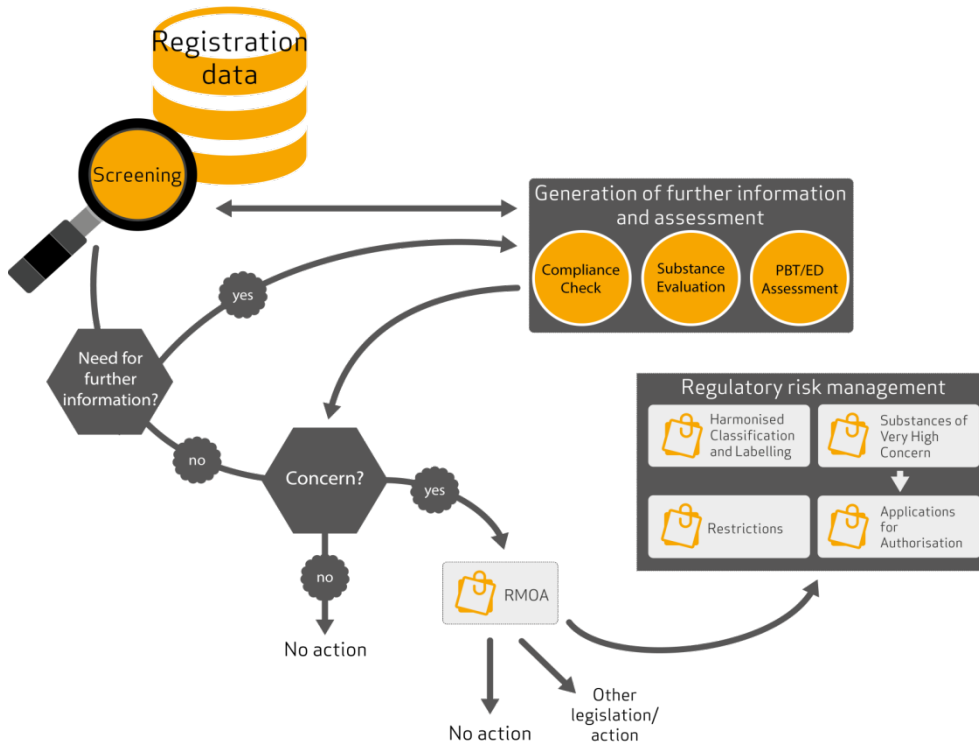 Registration
data
Screening
Generation of further information
and assessment
Compliance
Check
Substance
Evaluation
PBT/ED
Assessment
yes
Need for
further
information?
no
Concern?
yes
no
No action
RMOA
No action
Other
legislation/
action
Regulatory risk management
Harmonised
Classification
and Labelling
Substances of
Very High
Concern
Restrictions
Applications
for
Authorisation